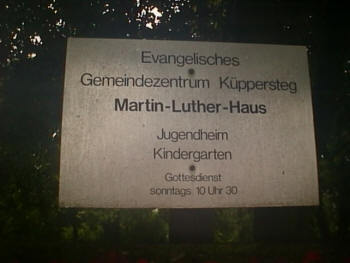 Evangelisches
Gemeindezentrum Küppersteg
Martin-Luther-Haus
Jugendheim
Kindergarten
Gottesdienst
sonntags 10 Uhr 30